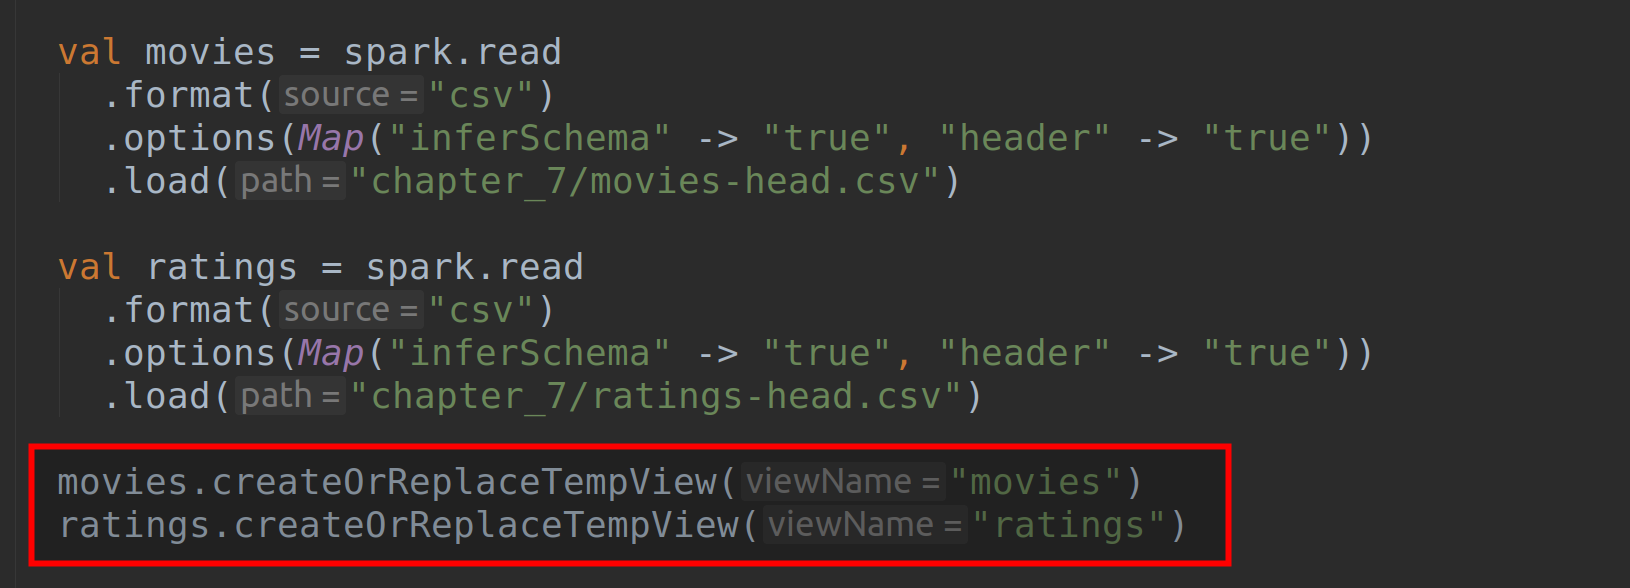 val movies = spark.read
.format( source = "csv")
.options(Map("inferSchema" -> "true", "header" -> "true"))
.load( path = "chapter_7/movies-head.csv")
val ratings = spark.read
.format( source = "csv")
.options(Map("inferSchema" -> "true", "header" -> "true"))
.load( path = "chapter_7/ratings-head.csv")
movies.createOrReplaceTempView( viewName = "movies")
ratings.createOrReplaceTempView( viewName = "ratings")